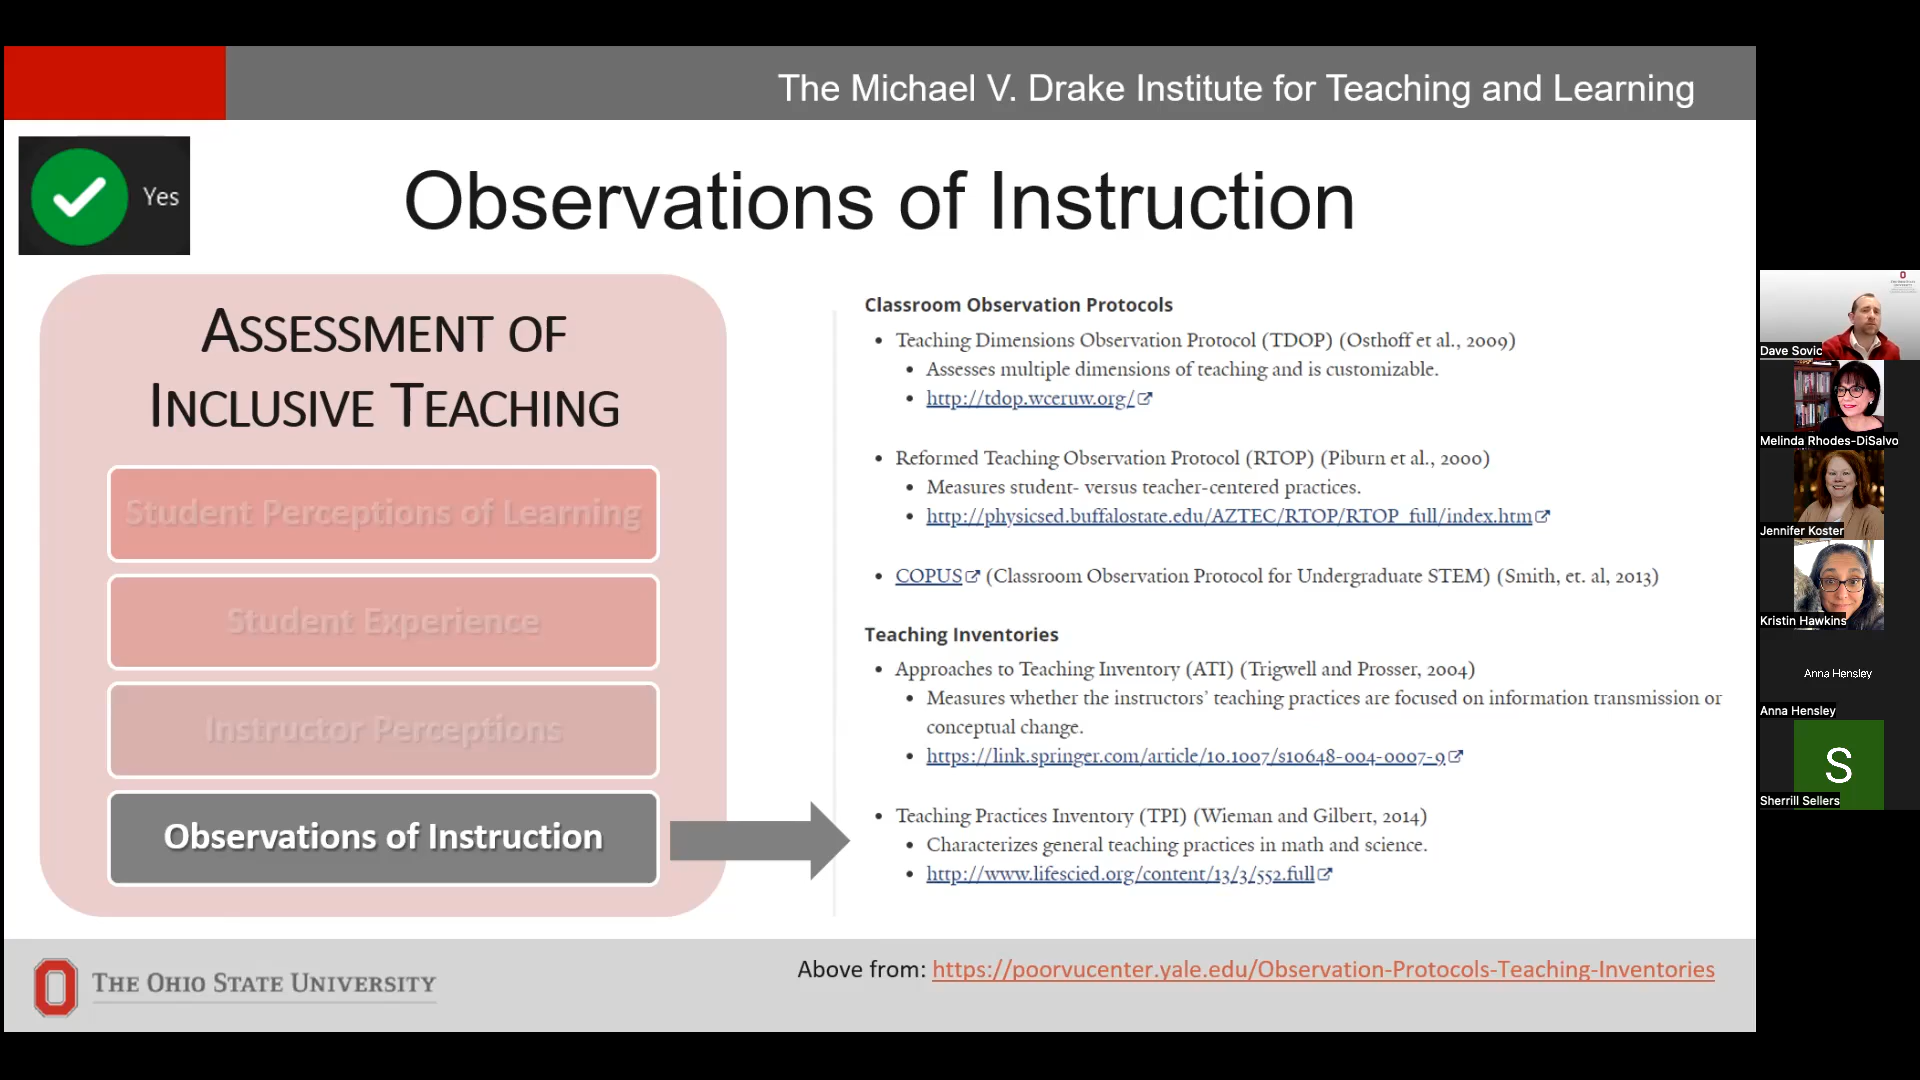 The Michael V. Drake Institute for Teaching and Learning
Yes
Observations of Instruction
ASSESSMENT OF
INCLUSIVE TEACHING
Student Perceptions of Learning
Student Experience
Instructor Perceptions
Observations of Instruction
Classroom Observation Protocols
• Teaching Dimensions Observation Protocol (TDOP) (Osthoff et al., 2009)
• Assesses multiple dimensions of teaching and is customizable.
• http://tdop.wceruw.org/
• Reformed Teaching Observation Protocol (RTOP) (Piburn et al., 2000)
• Measures student- versus teacher-centered practices.
• http://physicsed.buffalostate.edu/AZTEC/RTOP/RTOP_full/index.htm
• COPUS (Classroom Observation Protocol for Undergraduate STEM) (Smith, et. al, 2013)
Teaching Inventories
• Approaches to Teaching Inventory (ATI) (Trigwell and Prosser, 2004)
• Measures whether the instructors’ teaching practices are focused on information transmission or
conceptual change.
• https://link.springer.com/article/10.1007/s10648-004-0007-9
• Teaching Practices Inventory (TPI) (Wieman and Gilbert, 2014)
• Characterizes general teaching practices in math and science.
• http://www.lifescied.org/content/13/3/552.full
THE OHIO STATE UNIVERSITY
Above from: https://poorvucenter.yale.edu/Observation-Protocols-Teaching-Inventories
Dave Sovic
Melinda Rhodes-DiSalvo
Jennifer Koster
Kristin Hawkins
Anna Hensley
Anna Hensley
S
Sherrill Sellers